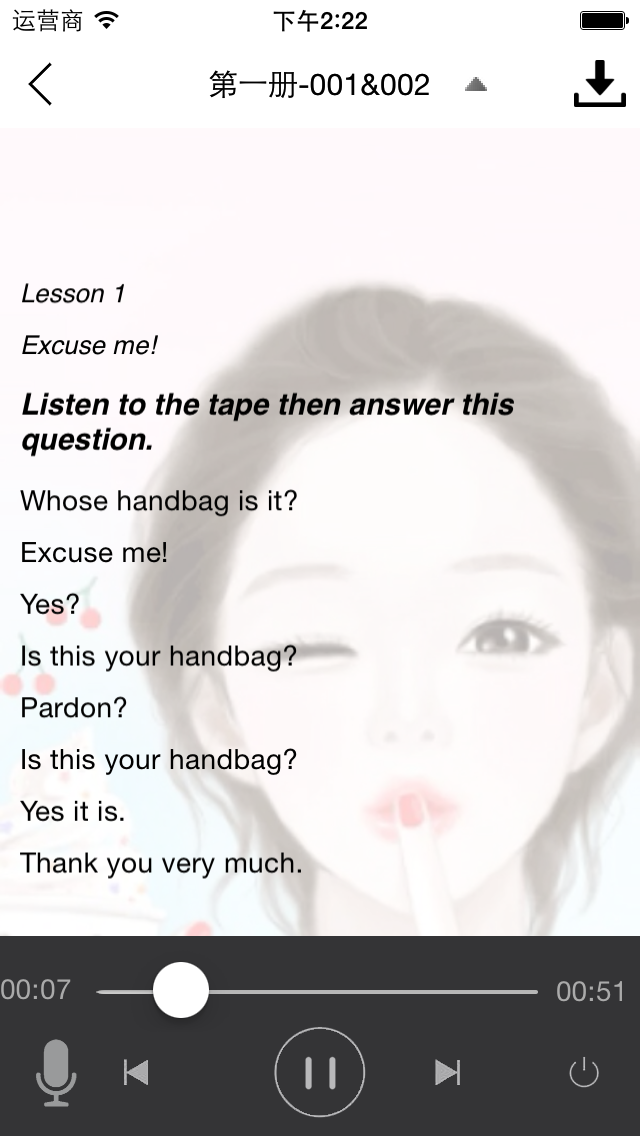 运营商 下午2:22
第一册-001&002
Lesson 1
Excuse me!
Listen to the tape then answer this
question.
Whose handbag is it?
Excuse me!
Yes?
Is this your handbag?
Pardon?
Is this your handbag?
Yes it is.
Thank you very much.
00:07 00:51